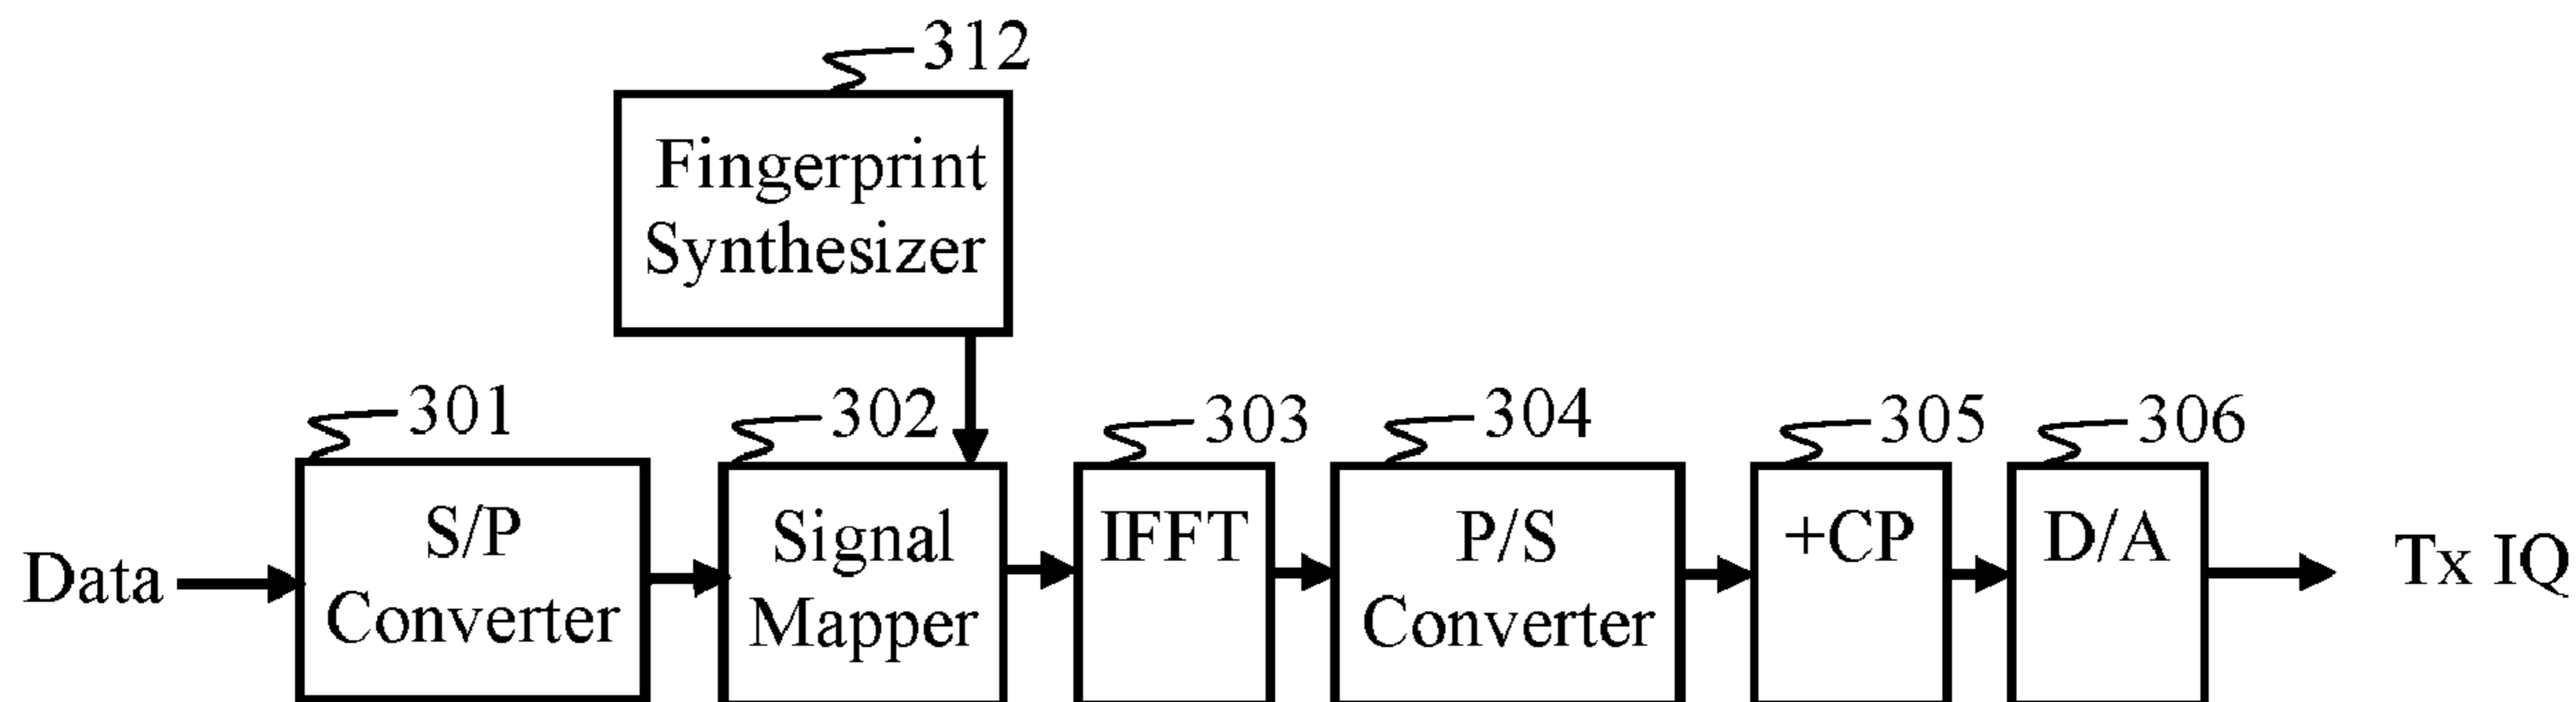 312
Fingerprint
Synthesizer
301
302
303
304
305
306
Data
S/P
Converter
Signal
Mapper
IFFT
P/S
Converter
+CP
D/A
Tx IQ